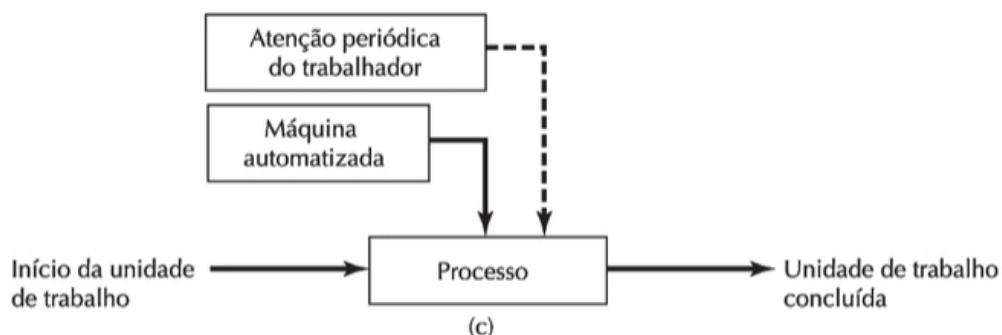 Atenção periódica
do trabalhador
Máquina
automatizada
Início da unidade
de trabalho
Processo
Unidade de trabalho
concluída
(c)